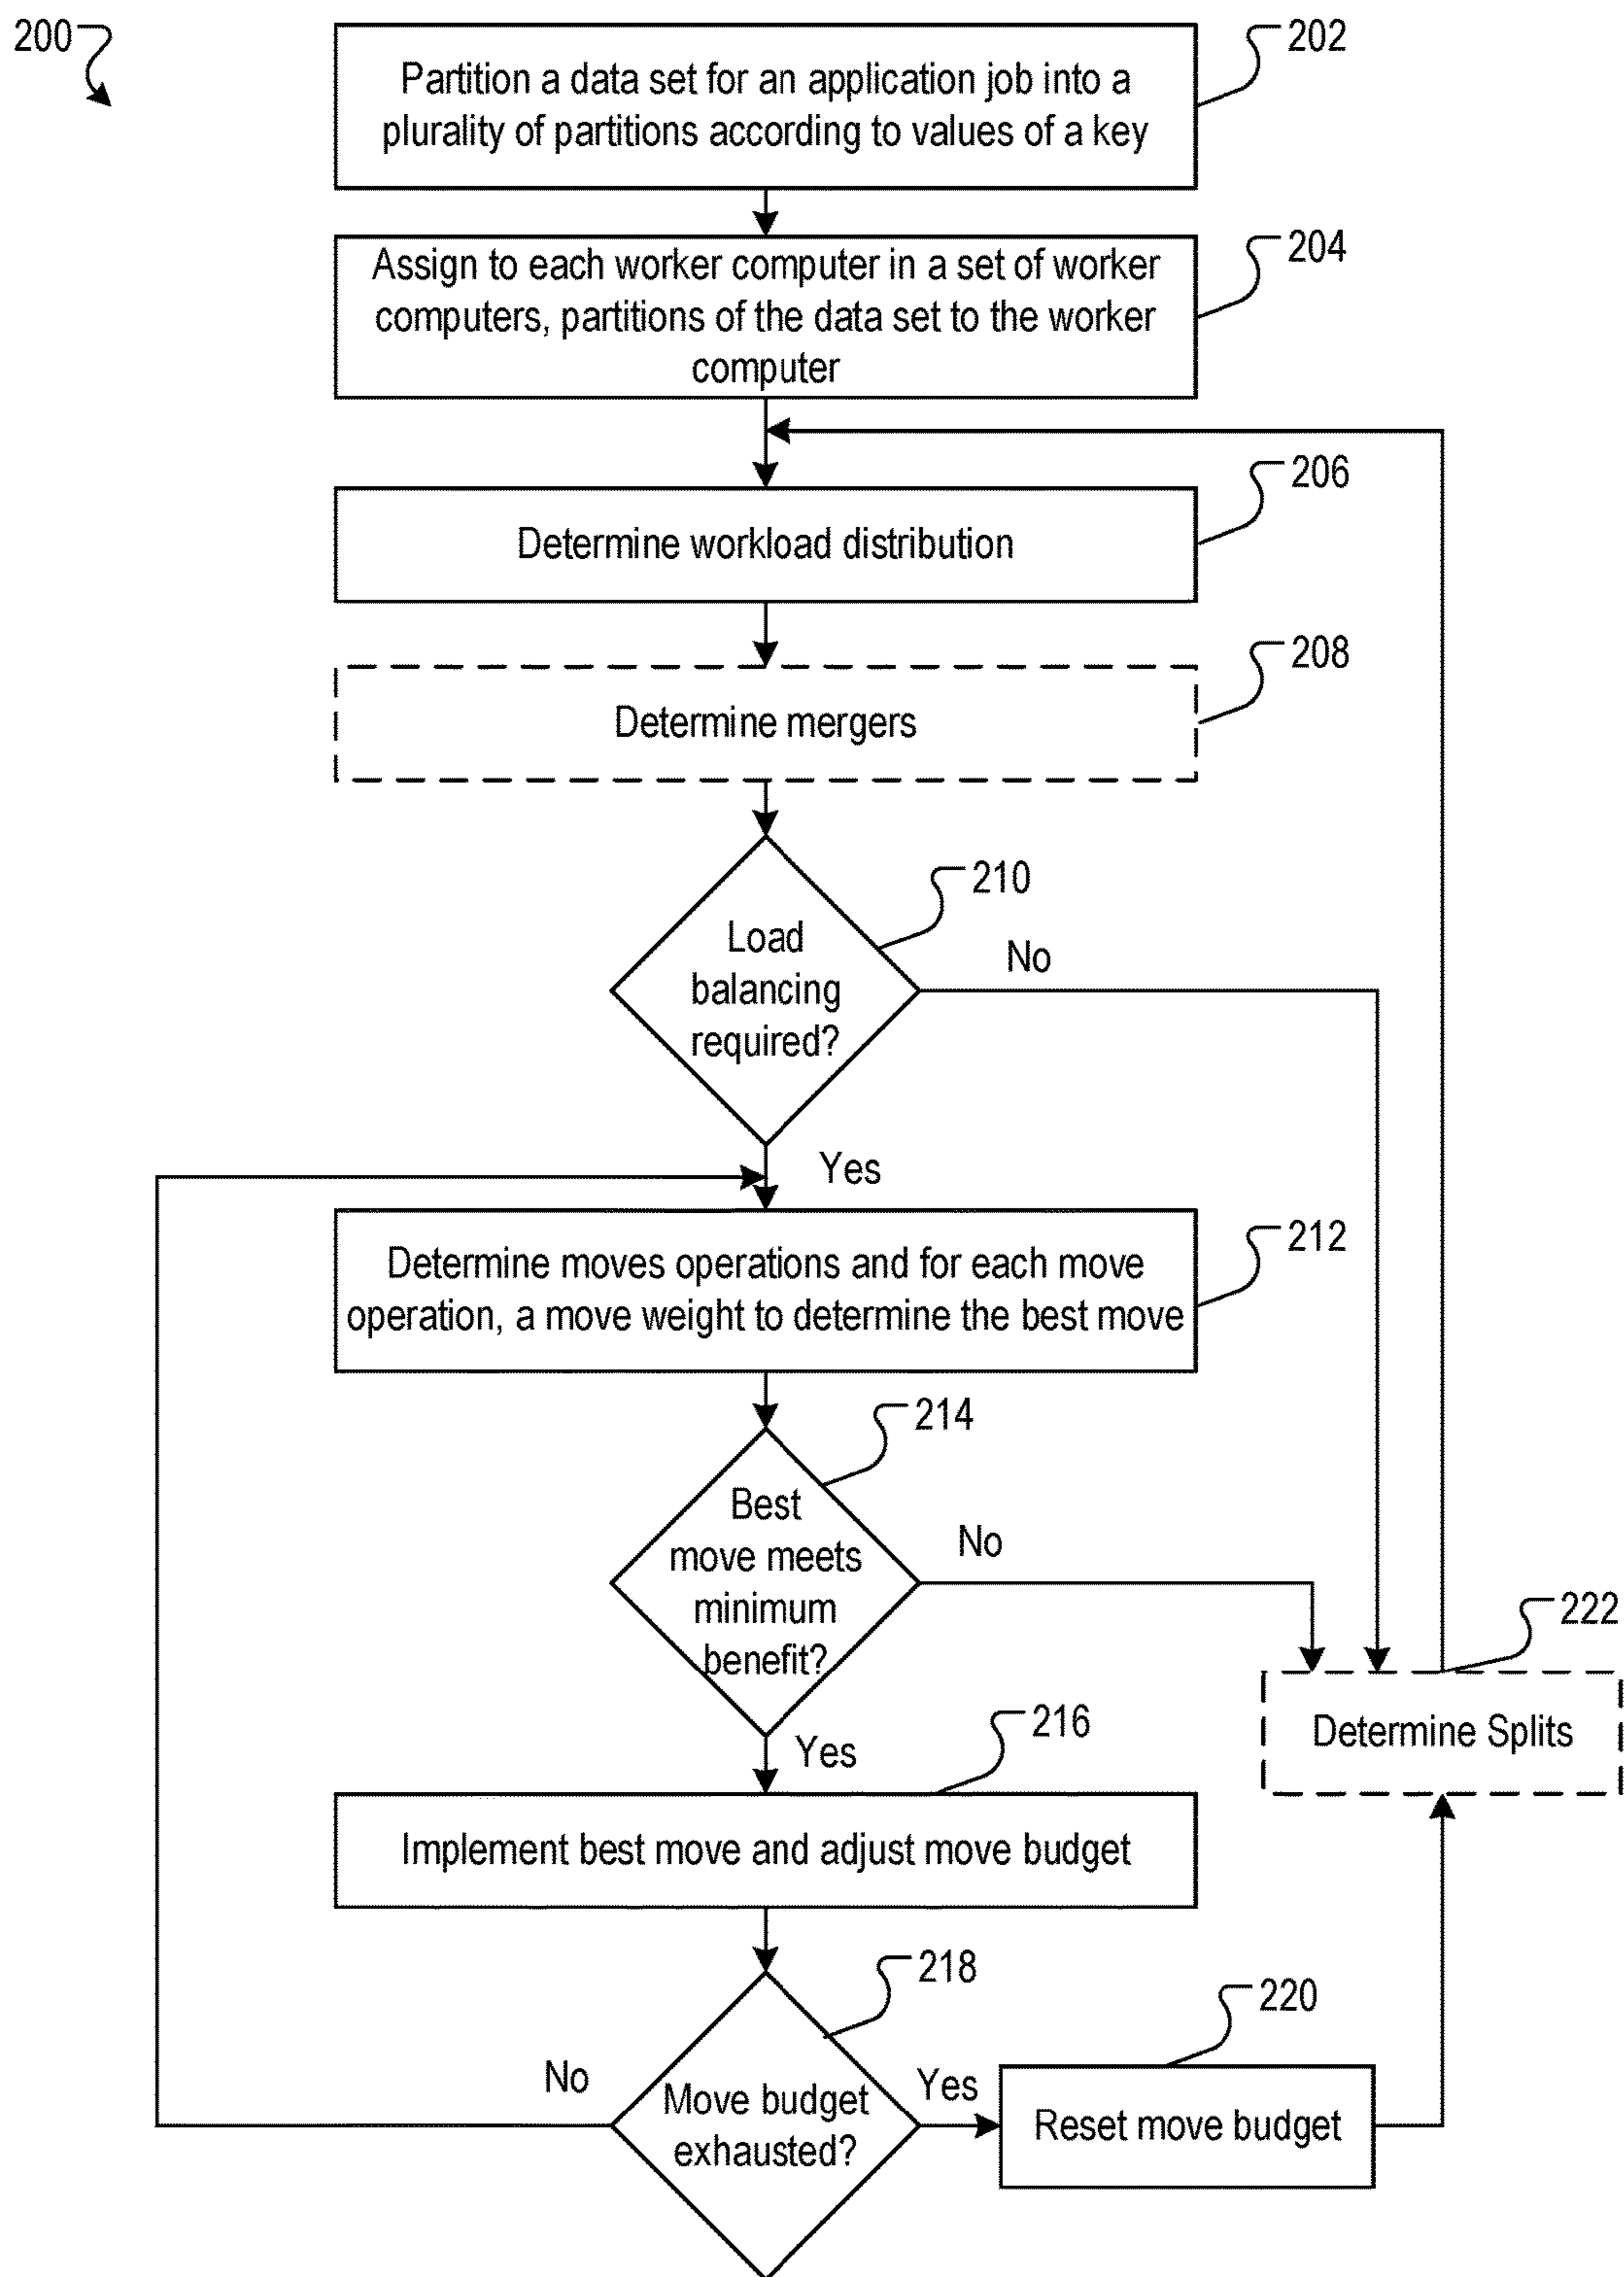 200
202
Partition a data set for an application job into a
plurality of partitions according to values of a key
204
Assign to each worker computer in a set of worker
computers, partitions of the data set to the worker
computer
206
Determine workload distribution
208
Determine mergers
210
Load
balancing
required?
No
Yes
212
Determine moves operations and for each move
operation, a move weight to determine the best move
214
Best
move meets
minimum
benefit?
No
222
Determine Splits
Yes
216
Implement best move and adjust move budget
218
Move budget
exhausted?
No
Yes
220
Reset move budget